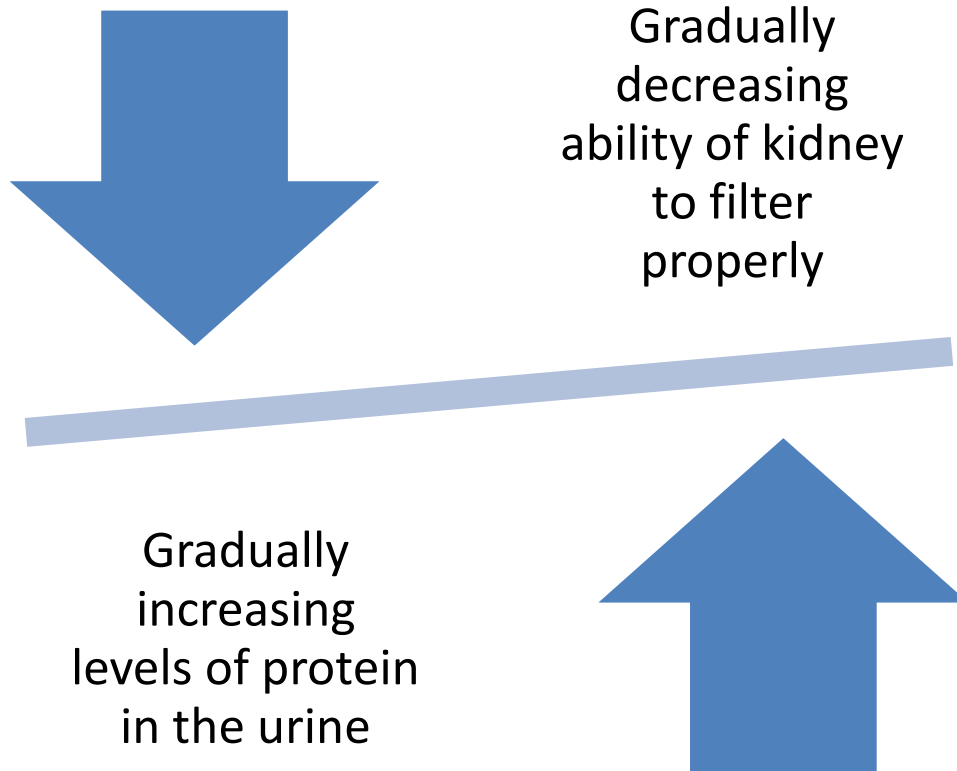 Gradually
decreasing
ability of kidney
to filter
properly
Gradually
increasing
levels of protein
in the urine